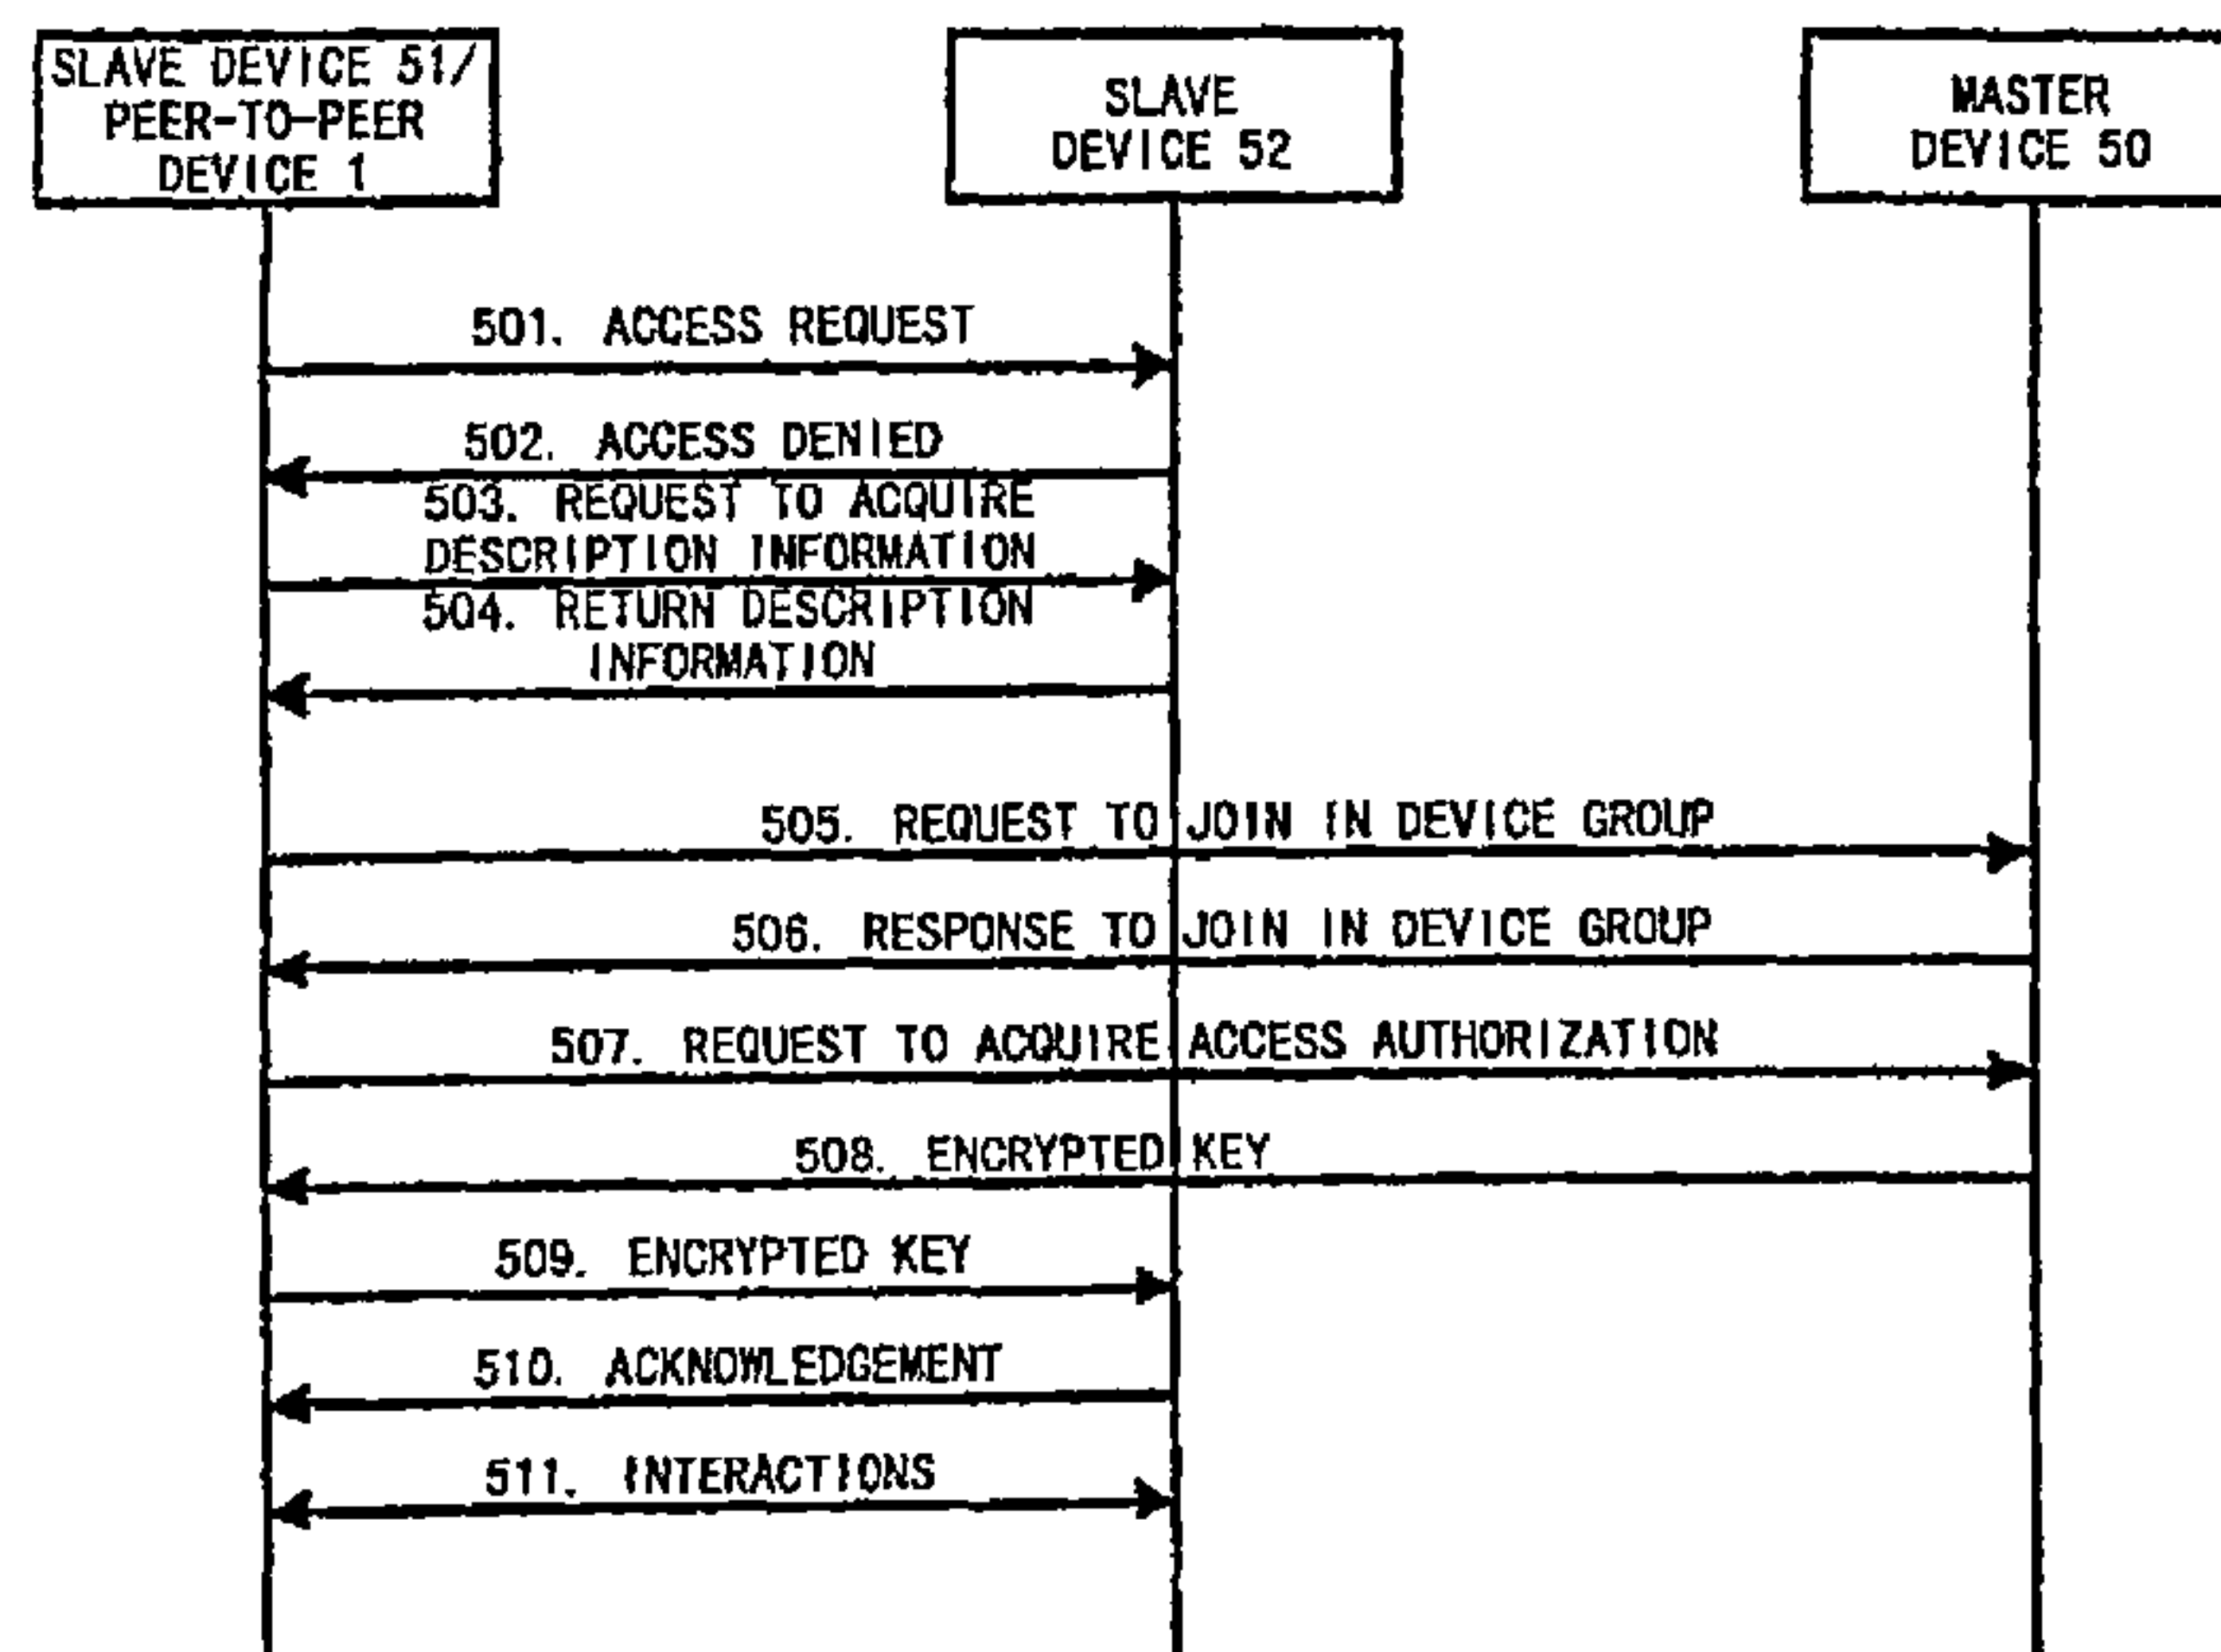 SLAVE DEVICE 51/
PEER-TO-PEER
DEVICE 1
SLAVE
DEVICE 52
MASTER
DEVICE 50
501. ACCESS REQUEST
502. ACCESS DENIED
503. REQUEST TO ACQUIRE
DESCRIPTION INFORMATION
504. RETURN DESCRIPTION
INFORMATION
505. REQUEST TO JOIN IN DEVICE GROUP
506. RESPONSE TO JOIN IN DEVICE GROUP
507. REQUEST TO ACQUIRE ACCESS AUTHORIZATION
508. ENCRYPTED KEY
509. ENCRYPTED KEY
510. ACKNOWLEDGEMENT
511. INTERACTIONS